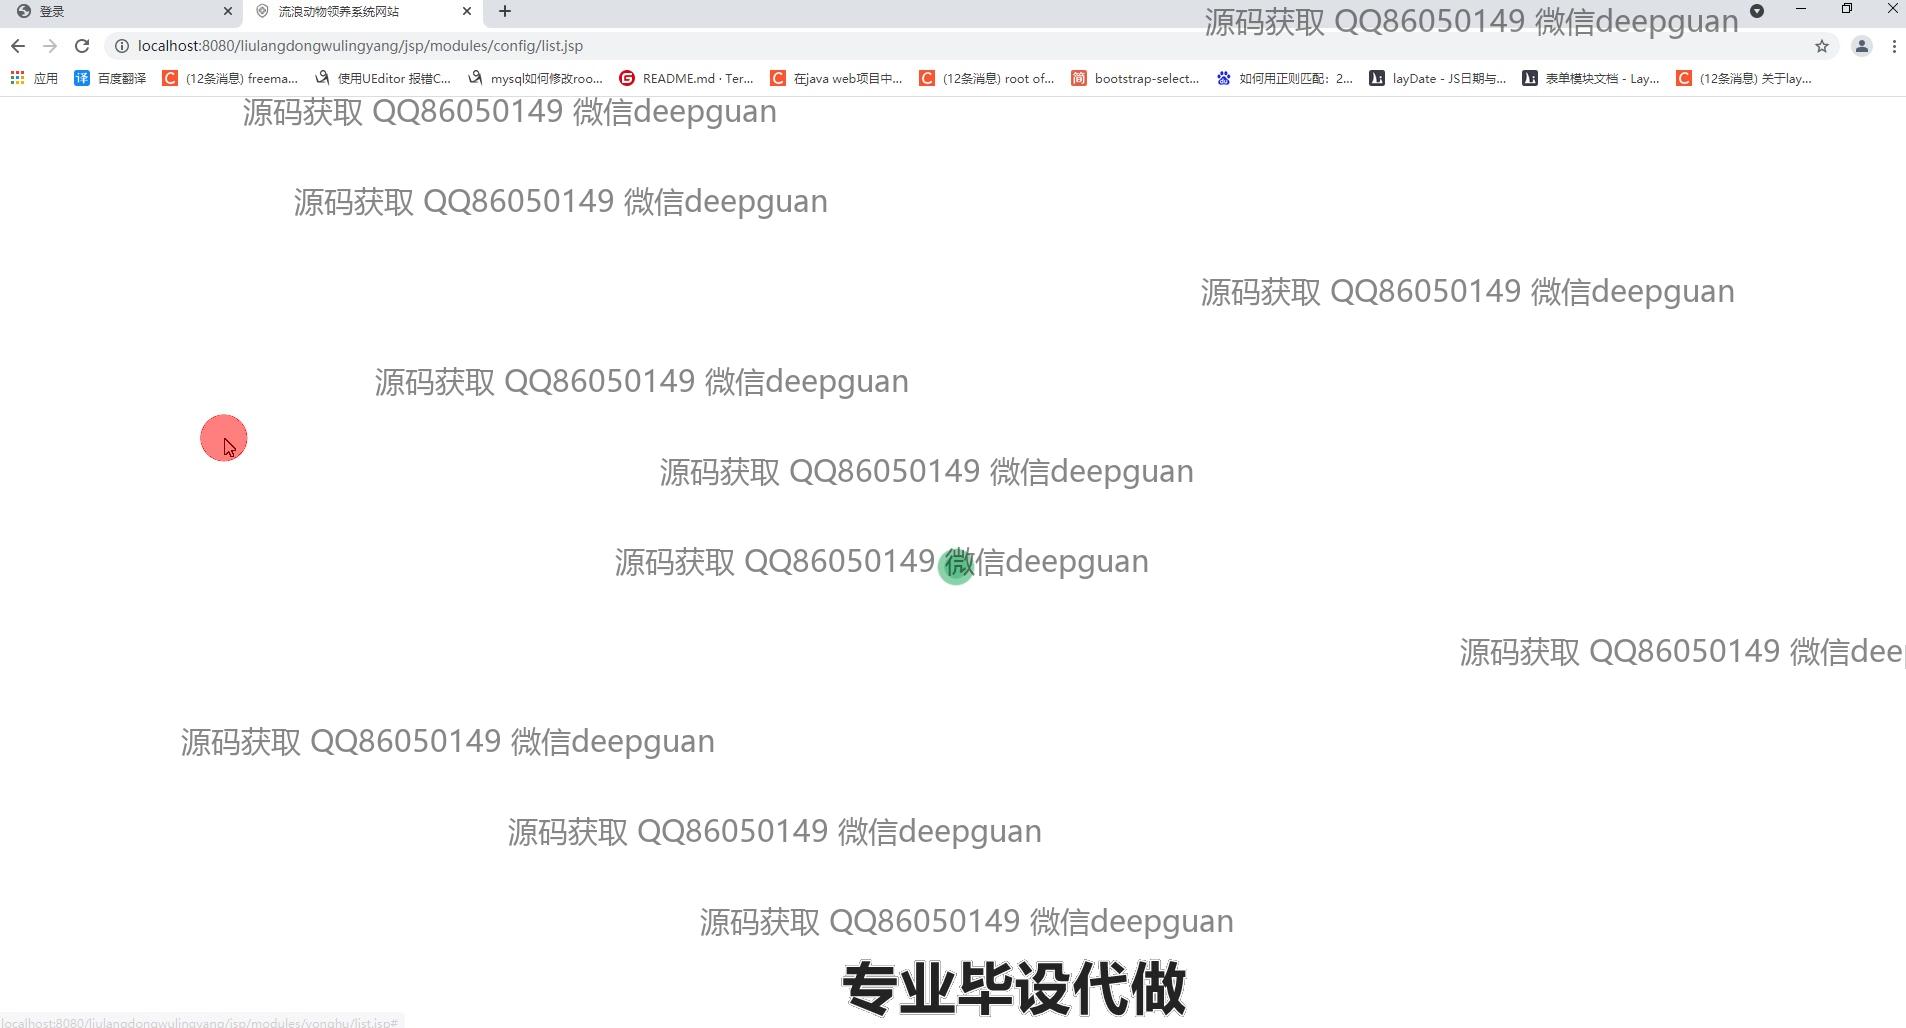 登录
流浪动物领养系统网站
源码获取 QQ86050149 微信deepguan
localhost:8080/liulangdongwulingyang/jsp/modules/config/list.jsp
应用
百度翻译
(12条消息) freema...
使用UEditor 报错C...
mysql如何修改roo...
README.md · Ter...
在java web项目中...
(12条消息) root of...
bootstrap-select...
如何用正则匹配：2...
layDate - JS日期与...
表单模块文档 - Lay...
(12条消息) 关于lay...
源码获取 QQ86050149 微信deepguan
源码获取 QQ86050149 微信deepguan
源码获取 QQ86050149 微信deepguan
源码获取 QQ86050149 微信deepguan
源码获取 QQ86050149 微信deepguan
源码获取 QQ86050149 微信deepguan
源码获取 QQ86050149 微信dee
源码获取 QQ86050149 微信deepguan
源码获取 QQ86050149 微信deepguan
源码获取 QQ86050149 微信deepguan
专业毕设代做
localhost:8080/liulangdongwulingyang/jsp/modules/yonghu/list.jsp#